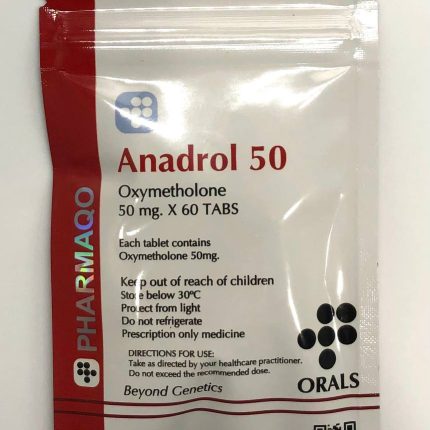 Anadrol 50
Oxymetholone
50 mg. X 60 TABS
Each tablet contains
Oxymetholone 50mg.
Keep out of reach of children
Store below 30ºC
Protect from light
Do not refrigerate
Prescription only medicine
DIRECTIONS FOR USE:
Take as directed by your healthcare practitioner.
Do not exceed the recommended dose.
Beyond Genetics
ORALS
PHARMAQO